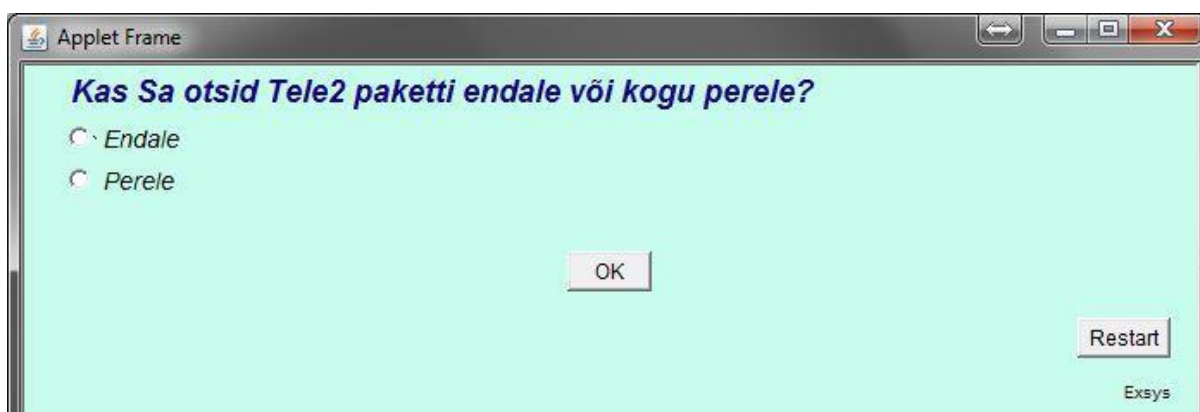 Applet Frame
Kas Sa otsid Tele2 paketti endale või kogu perele?
Endale
Perele
OK
Restart
Exsys